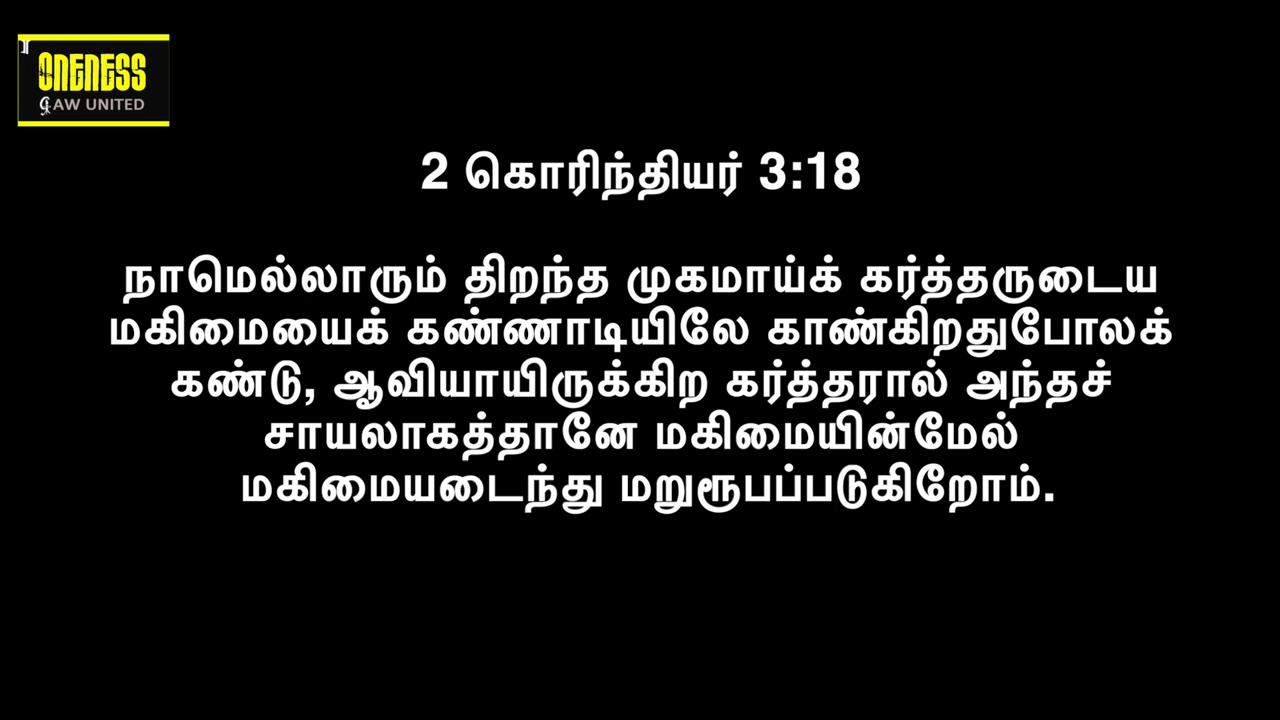 ONENESS
GAW UNITED
2 கொரிந்தியர் 3:18
நாமெல்லாரும் திறந்த முகமாய்க் கர்த்தருடைய
மகிமையைக் கண்ணாடியிலே காண்கிறதுபோலக்
கண்டு, ஆவியாயிருக்கிற கர்த்தரால் அந்தச்
சாயலாகத்தானே மகிமையின்மேல்
மகிமையடைந்து மறுரூபப்படுகிறோம்.